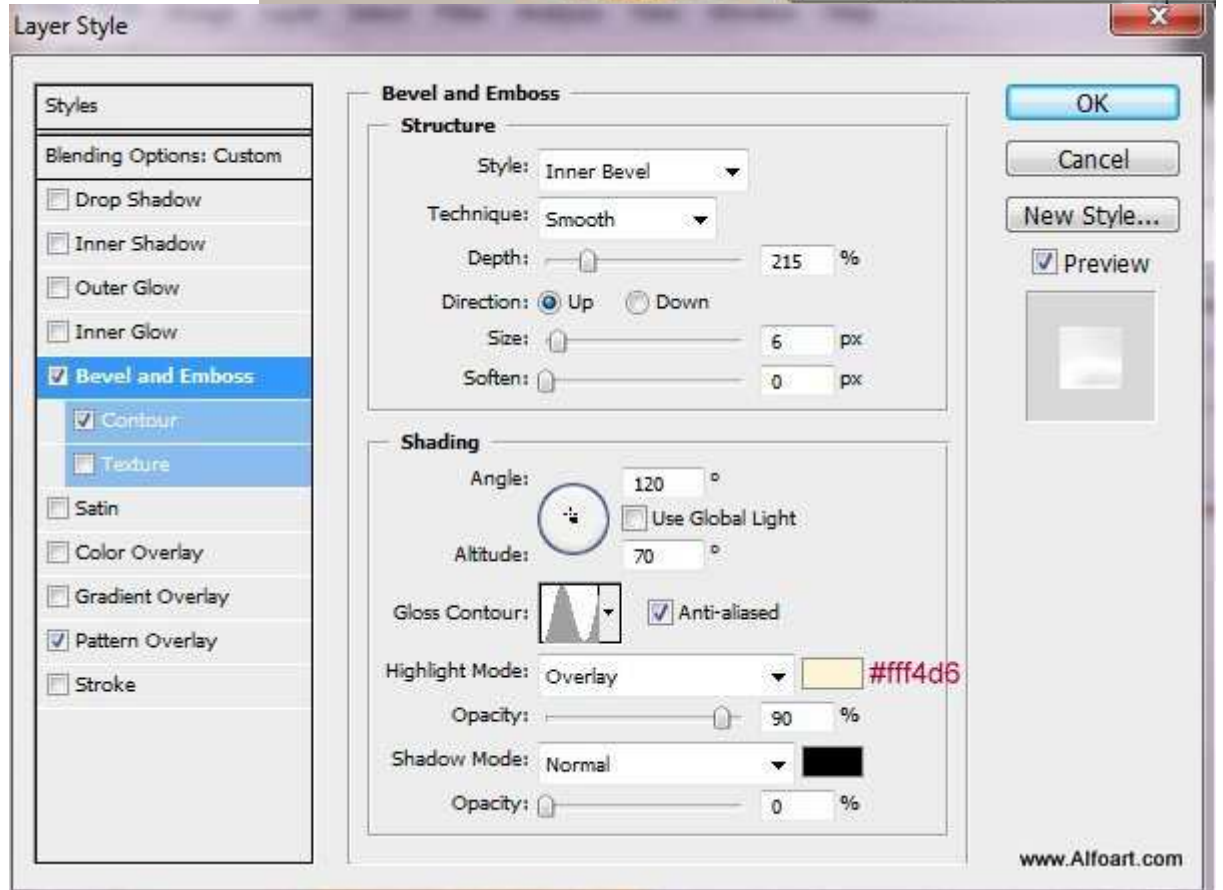 Layer Style
Styles
Blending Options: Custom
Drop Shadow
Inner Shadow
Outer Glow
Inner Glow
Bevel and Emboss
Contour
Texture
Satin
Color Overlay
Gradient Overlay
Pattern Overlay
Stroke
Bevel and Emboss
Structure
Style: Inner Bevel
Technique: Smooth
Depth: 215 %
Direction: Up Down
Size: 6 px
Soften: 0 px
Shading
Angle: 120 °
Use Global Light
Altitude: 70 °
Gloss Contour: Anti-aliased
Highlight Mode: Overlay #fff4d6
Opacity: 90 %
Shadow Mode: Normal
Opacity: 0 %
OK
Cancel
New Style...
Preview
www.Alfoart.com